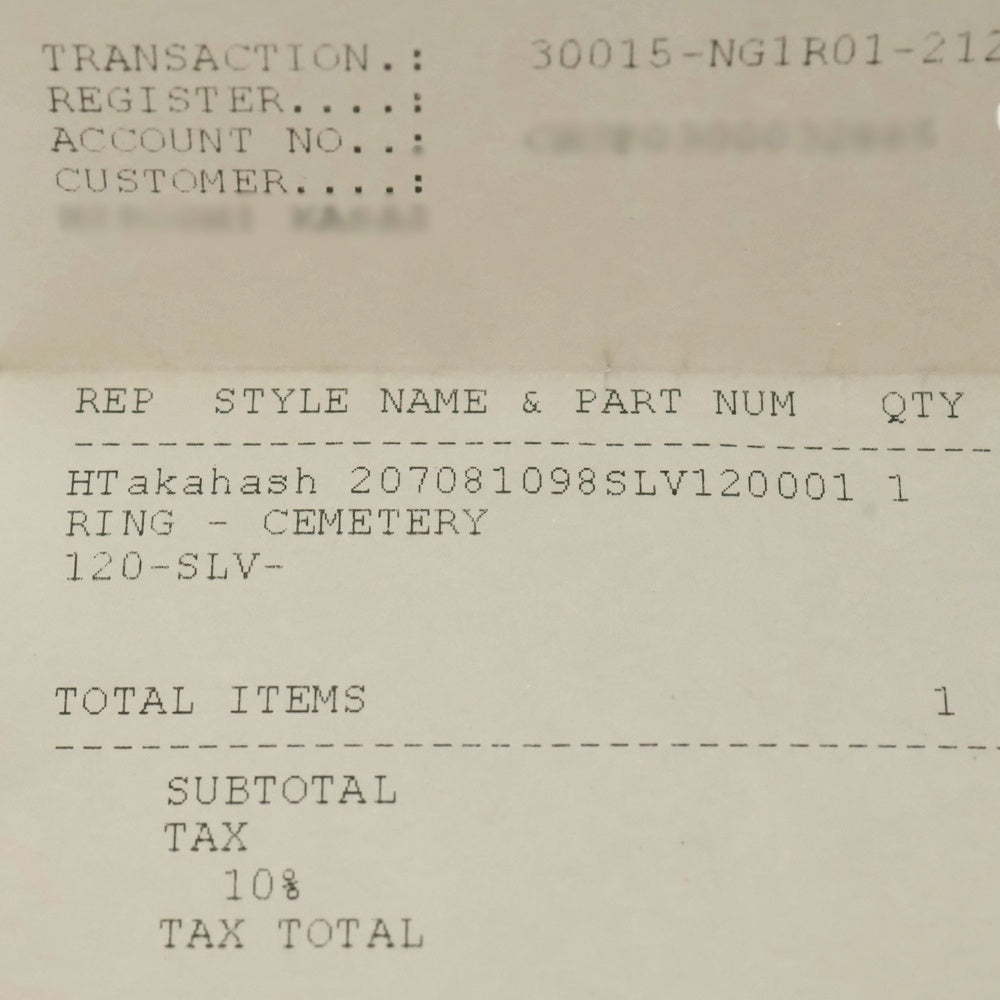 TRANSACTION.: 30015-NG1R01-212
REGISTER....:
ACCOUNT NO..:
CUSTOMER....:
REP STYLE NAME & PART NUM QTY
--------------------------------
HTakahash 207081098SLV120001 1
RING - CEMETERY
120-SLV-
TOTAL ITEMS 1
--------------------------------
SUBTOTAL
TAX
10%
TAX TOTAL